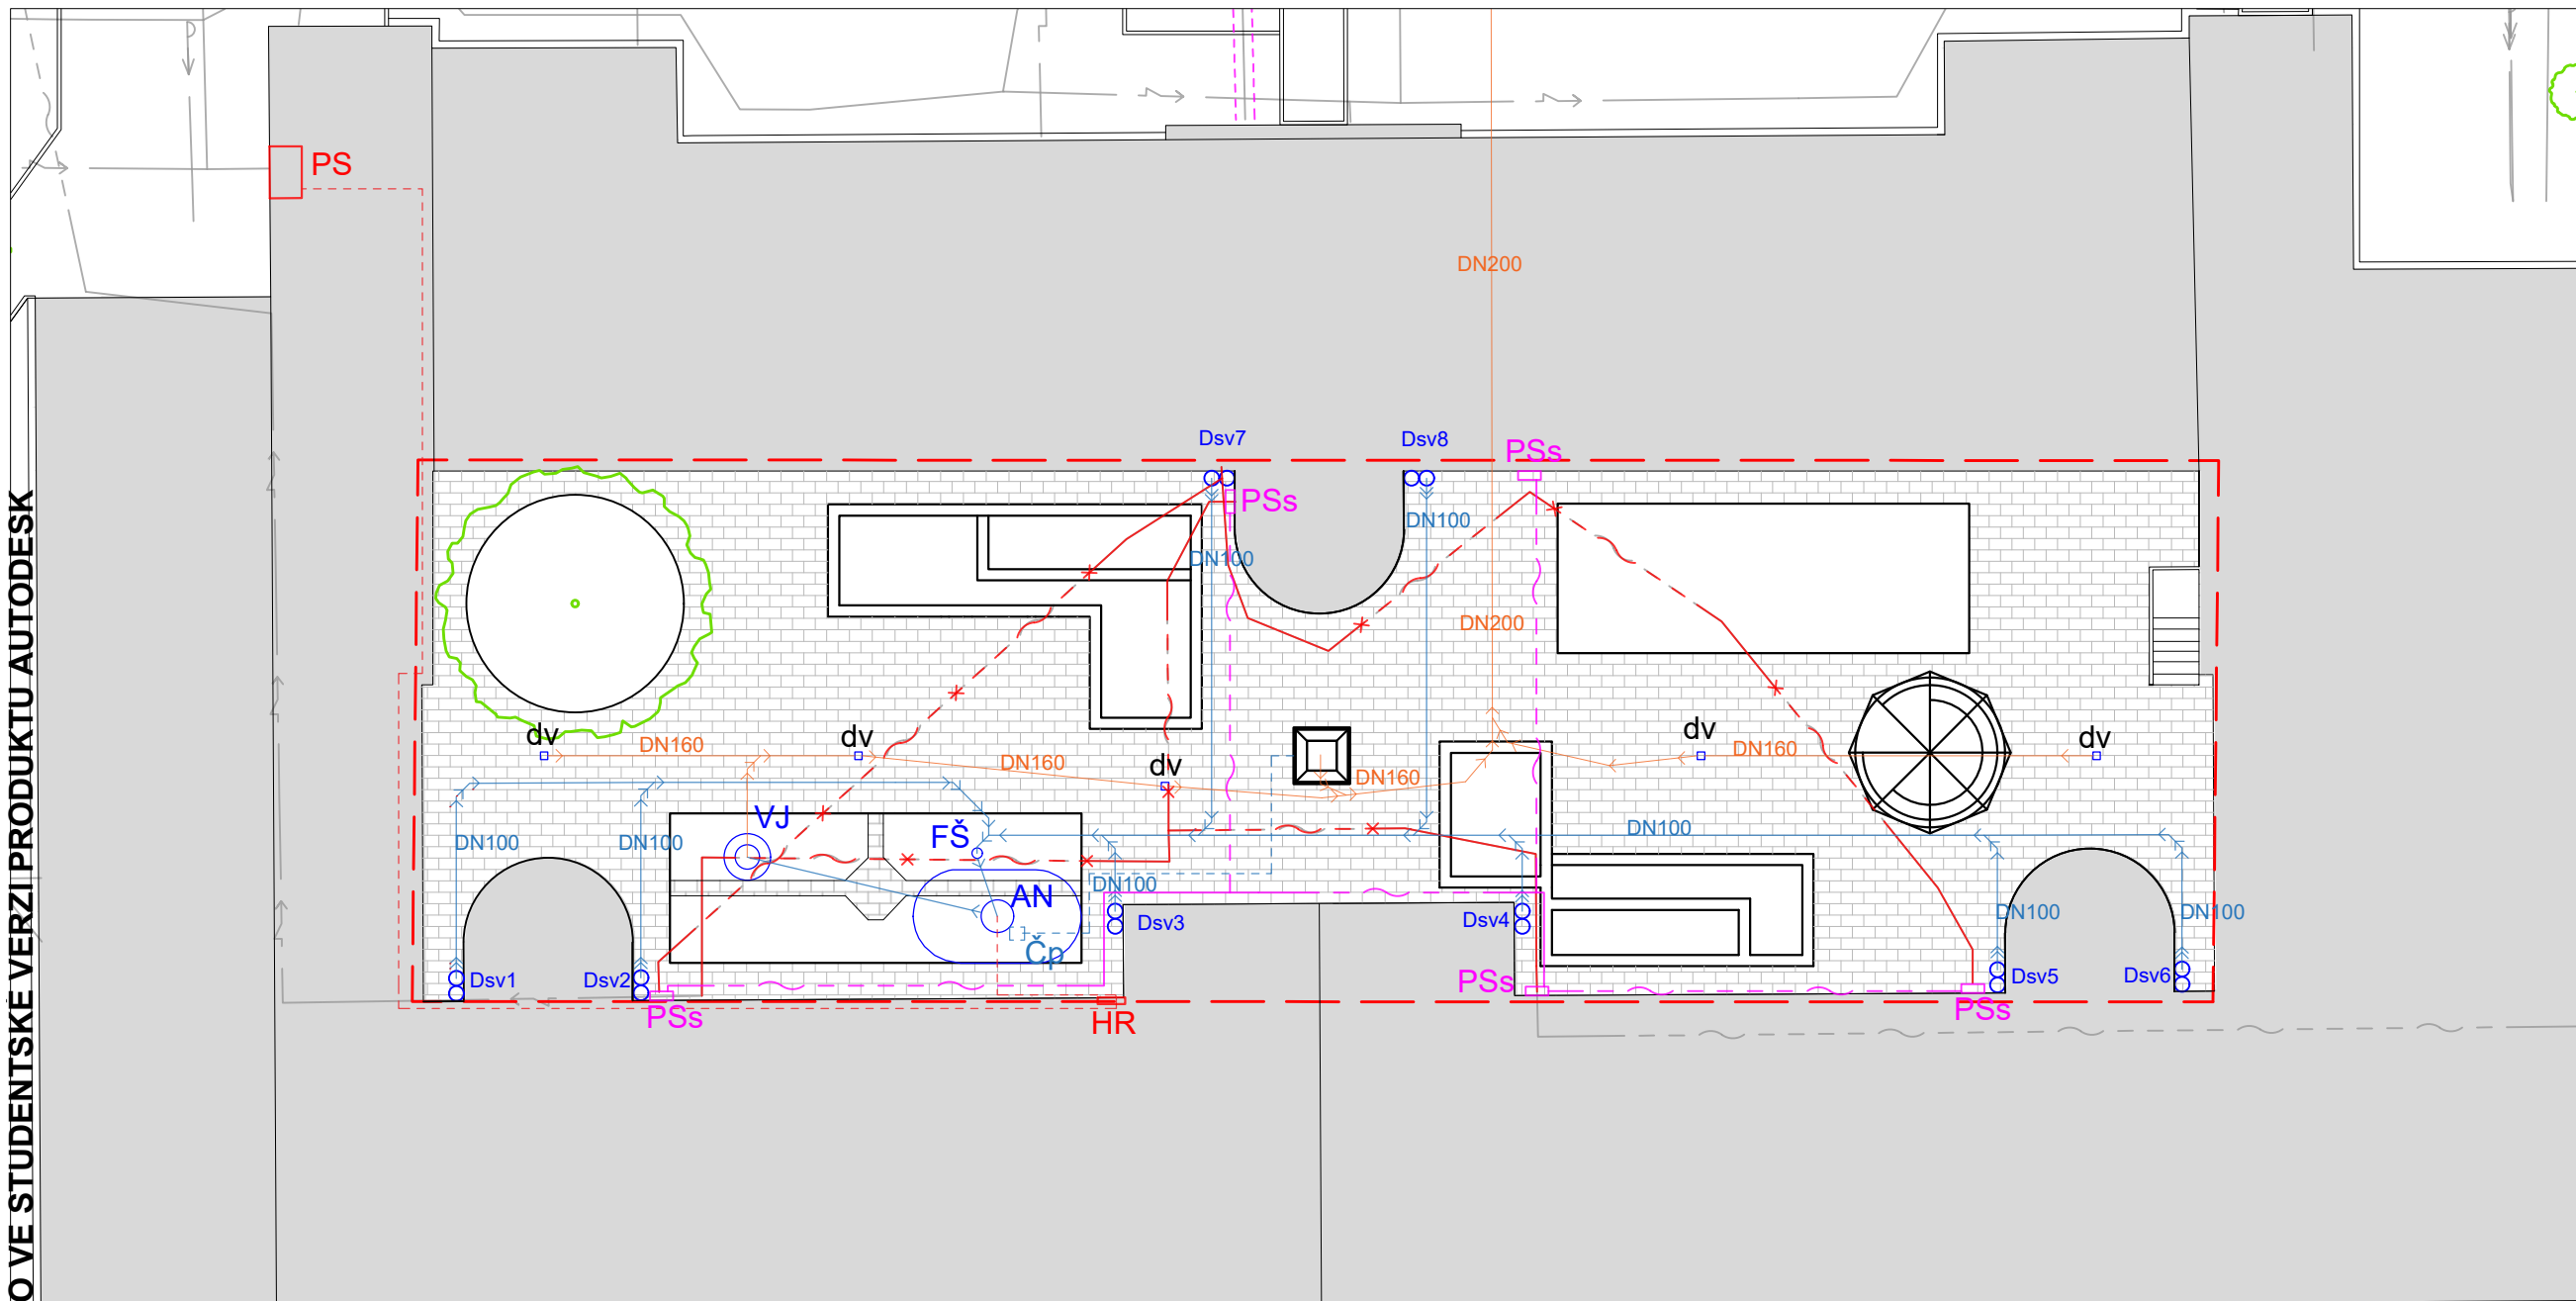 PS
DN200
Dsv7
Dsv8
PSs
PSs
DN100
DN100
DN200
dv
DN160
dv
DN160
dv
DN160
dv
DN160
dv
VJ
FŠ
DN100
DN100
DN100
DN100
AN
Čp
Dsv3
Dsv4
DN100
DN100
Dsv1
Dsv2
PSs
Dsv5
Dsv6
PSs
HR
PSs
O VE STUDENTSKÉ VERZI PRODUKTU AUTODESK